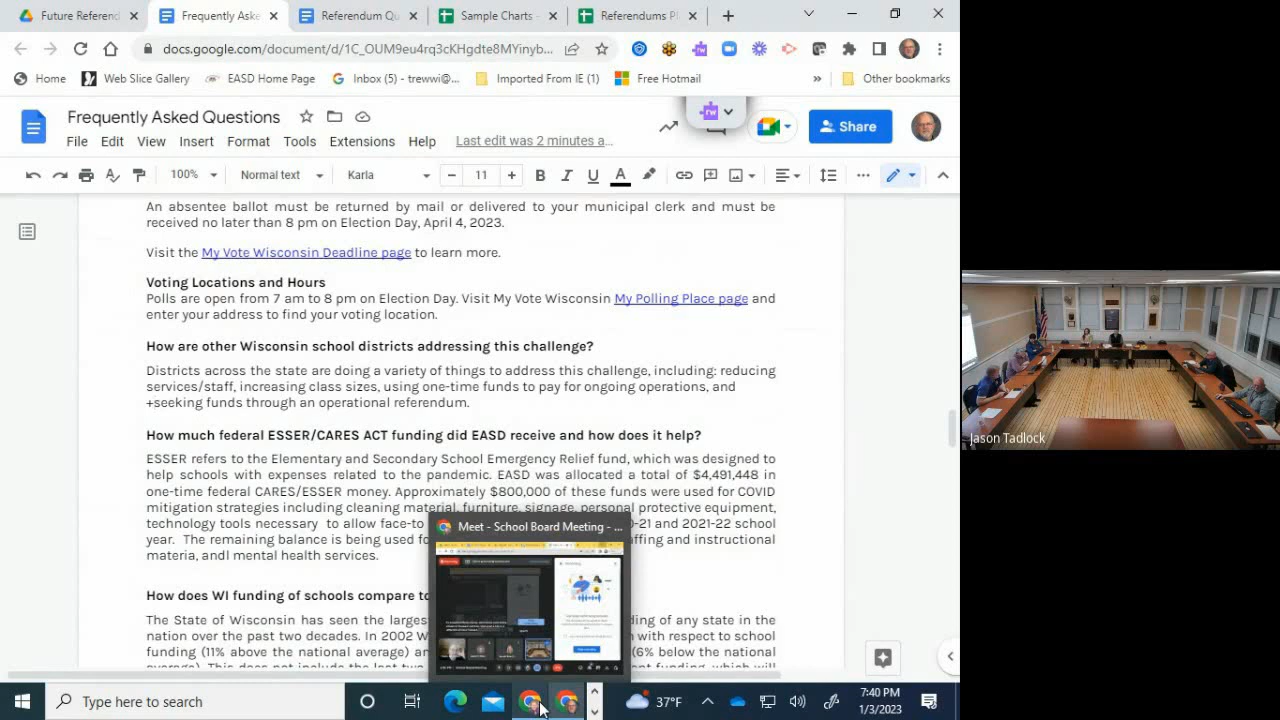 Future Referend
Frequently Aske
Referendum Qu
Sample Charts -
Referendums Pl
docs.google.com/document/d/1C_OUM9eu4rq3cKHgdte8MYinyb...
Home
Web Slice Gallery
EASD Home Page
Inbox (5) - trewwi@...
Imported From IE (1)
Free Hotmail
»
Other bookmarks
Frequently Asked Questions
rw
Share
File Edit View Insert Format Tools Extensions Help
Last edit was 2 minutes a...
100%
Normal text
Karla
11
An absentee ballot must be returned by mail or delivered to your municipal clerk and must be
received no later than 8 pm on Election Day, April 4, 2023.
Visit the My Vote Wisconsin Deadline page to learn more.
Voting Locations and Hours
Polls are open from 7 am to 8 pm on Election Day. Visit My Vote Wisconsin My Polling Place page and
enter your address to find your voting location.
How are other Wisconsin school districts addressing this challenge?
Districts across the state are doing a variety of things to address this challenge, including: reducing
services/staff, increasing class sizes, using one-time funds to pay for ongoing operations, and
+seeking funds through an operational referendum.
How much federal ESSER/CARES ACT funding did EASD receive and how does it help?
ESSER refers to the Elementary and Secondary School Emergency Relief fund, which was designed to
help schools with expenses related to the pandemic. EASD was allocated a total of $4,491,448 in
one-time federal CARES/ESSER money. Approximately $800,000 of these funds were used for COVID
mitigation strategies including cleaning material, furniture, signage, personal protective equipment,
technology tools necessary to allow face-to 0-21 and 2021-22 school
year. The remaining balance is being used fo affing and instructional
materia, andl mental health services.
Meet - School Board Meeting - ...
How does WI funding of schools compare to
The State of Wisconsin has been the larges ding of any state in the
nation in the past two decades. In 2002 W with respect to school
funding (11% above the national average) an (6% below the national
Jason Tadlock
Type here to search
37°F
7:40 PM
1/3/2023